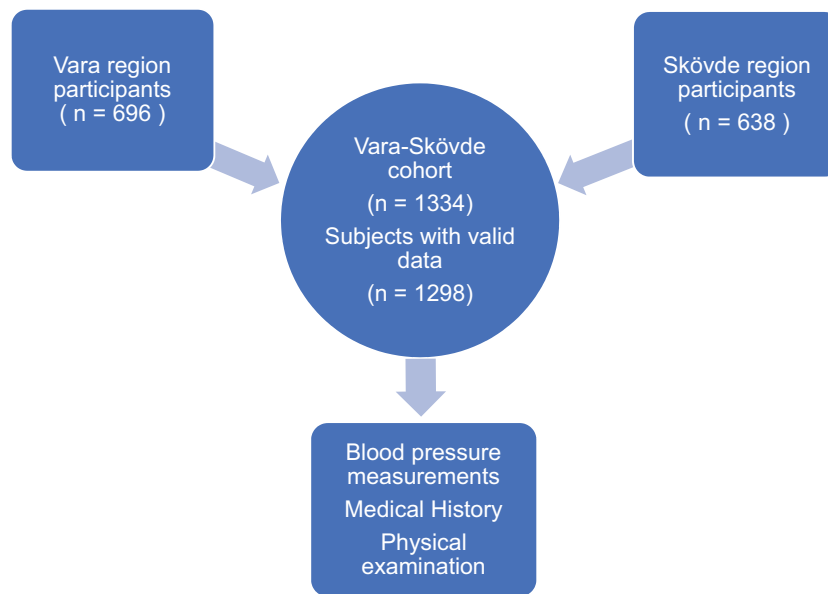 Vara region
participants
( n = 696 )
Skövde region
participants
( n = 638 )
Vara-Skövde
cohort
(n = 1334)
Subjects with valid
data
(n = 1298)
Blood pressure
measurements
Medical History
Physical
examination